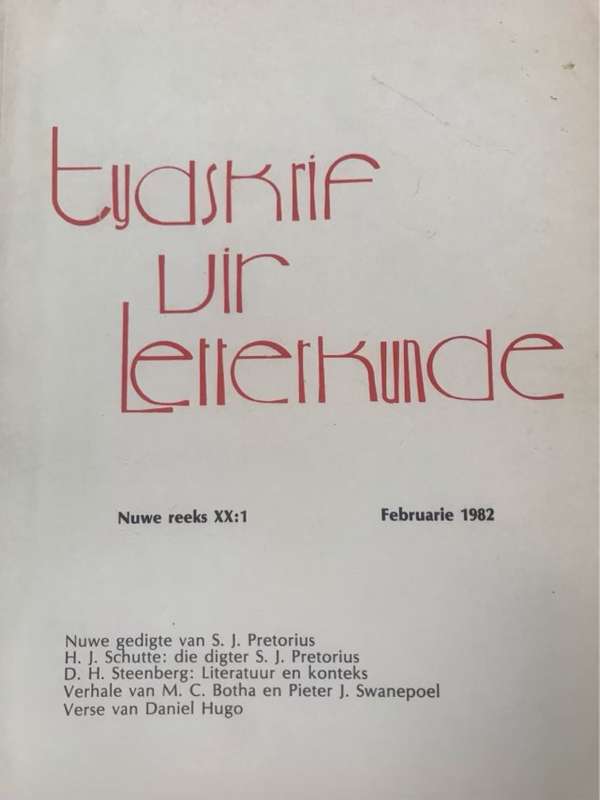 tydskrif
vir
Letterkunde
Nuwe reeks XX:1 Februarie 1982
Nuwe gedigte van S. J. Pretorius
H. J. Schutte: die digter S. J. Pretorius
D. H. Steenberg: Literatuur en konteks
Verhale van M. C. Botha en Pieter J. Swanepoel
Verse van Daniel Hugo